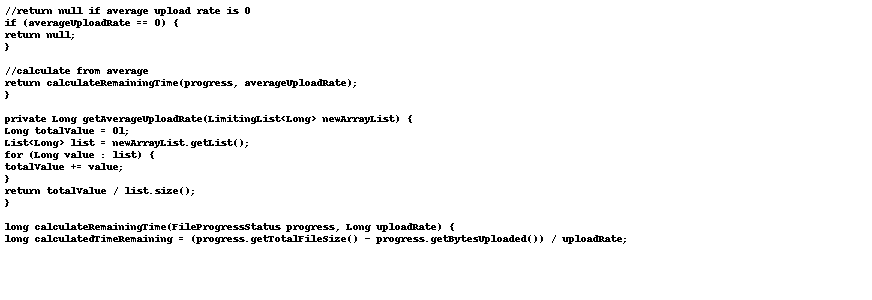 //return null if average upload rate is 0
if (averageUploadRate == 0) {
return null;
}
//calculate from average
return calculateRemainingTime(progress, averageUploadRate);
}
private Long getAverageUploadRate(LimitingList<Long> newArrayList) {
Long totalValue = 0l;
List<Long> list = newArrayList.getList();
for (Long value : list) {
totalValue += value;
}
return totalValue / list.size();
}
long calculateRemainingTime(FileProgressStatus progress, Long uploadRate) {
long calculatedTimeRemaining = (progress.getTotalFileSize() - progress.getBytesUploaded()) / uploadRate;